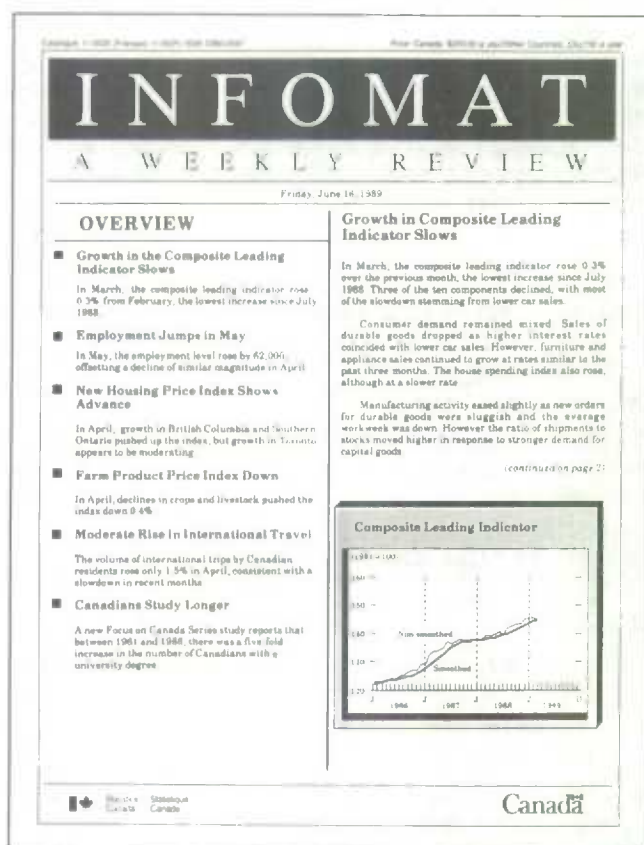 INFOMAT
A WEEKLY REVIEW
Friday, June 16, 1989
OVERVIEW
Growth in the Composite Leading
Indicator Slows
In March, the composite leading indicator rose
0.3% from February, the lowest increase since July
1988.
Employment Jumps in May
In May, the employment level rose by 62,000,
offsetting a decline of similar magnitude in April.
New Housing Price Index Shows
Advance
In April, growth in British Columbia and Southern
Ontario pushed up the index, but growth in Toronto
appears to be moderating.
Farm Product Price Index Down
In April, declines in crops and livestock pushed the
index down 0.4%.
Moderate Rise in International Travel
The volume of international trips by Canadian
residents rose only 1.5% in April, consistent with a
slowdown in recent months.
Canadians Study Longer
A new Focus on Canada Series study reports that
between 1961 and 1986, there was a five-fold
increase in the number of Canadians with a
university degree.
Growth in Composite Leading
Indicator Slows
In March, the composite leading indicator rose 0.3%
over the previous month, the lowest increase since July
1988. Three of the ten components declined, with most
of the slowdown stemming from lower car sales.
Consumer demand remained mixed. Sales of
durable goods dropped as higher interest rates
coincided with lower car sales. However, furniture and
appliance sales continued to grow at rates similar to the
past three months. The house spending index also rose,
although at a slower rate.
Manufacturing activity eased slightly as new orders
for durable goods were sluggish and the average
workweek was down. However the ratio of shipments to
stocks moved higher in response to stronger demand for
capital goods.
(continued on page 2)
Composite Leading Indicator
(1981=100)
160
150
140
Non-smoothed
130
Smoothed
120
J J J J D
1986 1987 1988 1989
Statistique
Canada Canada
Canada